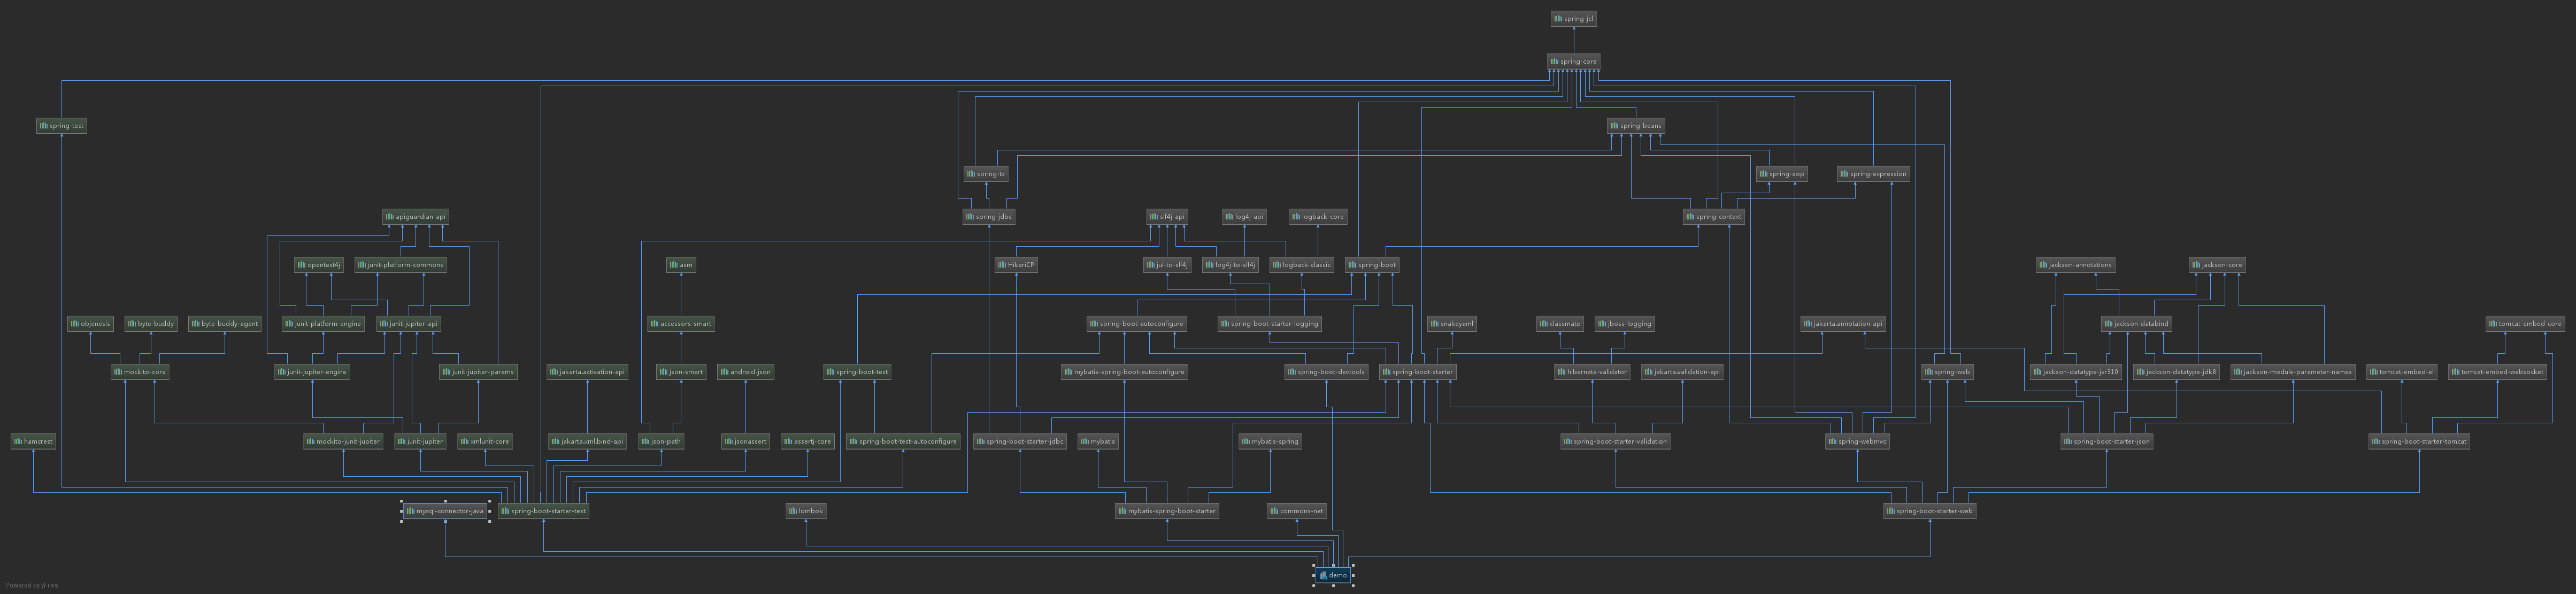 spring-jcl
spring-core
spring-test
spring-beans
spring-tx
spring-aop
spring-expression
apiguardian-api
spring-jdbc
slf4j-api
log4j-api
logback-core
spring-context
opentest4j
junit-platform-commons
asm
HikariCP
jul-to-slf4j
log4j-to-slf4j
logback-classic
spring-boot
jackson-annotations
jackson-core
objenesis
byte-buddy
byte-buddy-agent
junit-platform-engine
junit-jupiter-api
accessors-smart
spring-boot-autoconfigure
spring-boot-starter-logging
snakeyaml
classmate
jboss-logging
jakarta.annotation-api
jackson-databind
tomcat-embed-core
mockito-core
junit-jupiter-engine
junit-jupiter-params
jakarta.activation-api
json-smart
android-json
spring-boot-test
mybatis-spring-boot-autoconfigure
spring-boot-devtools
spring-boot-starter
hibernate-validator
jakarta.validation-api
spring-web
jackson-datatype-jsr310
jackson-datatype-jdk8
jackson-module-parameter-names
tomcat-embed-el
tomcat-embed-websocket
hamcrest
mockito-junit-jupiter
junit-jupiter
xmlunit-core
jakarta.xml.bind-api
json-path
jsonassert
assertj-core
spring-boot-test-autoconfigure
spring-boot-starter-jdbc
mybatis
mybatis-spring
spring-boot-starter-validation
spring-webmvc
spring-boot-starter-json
spring-boot-starter-tomcat
mysql-connector-java
spring-boot-starter-test
lombok
mybatis-spring-boot-starter
commons-net
spring-boot-starter-web
demo
Powered by yFiles